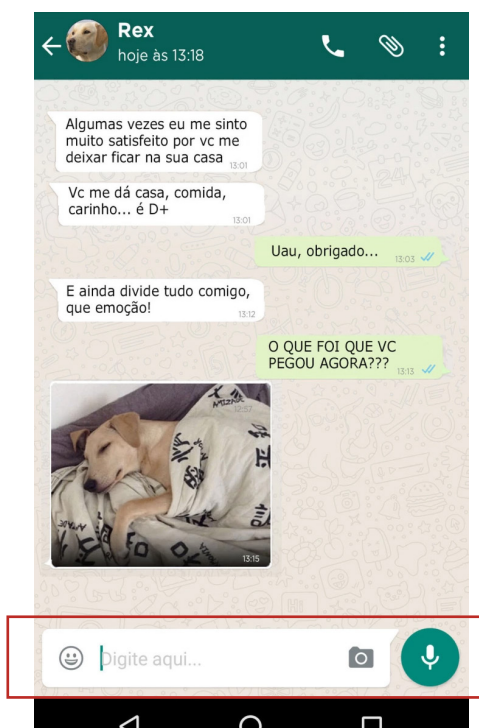 Rex
hoje às 13:18
Algumas vezes eu me sinto
muito satisfeito por vc me
deixar ficar na sua casa 13:01
Vc me dá casa, comida,
carinho... é D+ 13:01
Uau, obrigado... 13:03
E ainda divide tudo comigo,
que emoção! 13:12
O QUE FOI QUE VC
PEGOU AGORA??? 13:13
12:57
13:15
Digite aqui...